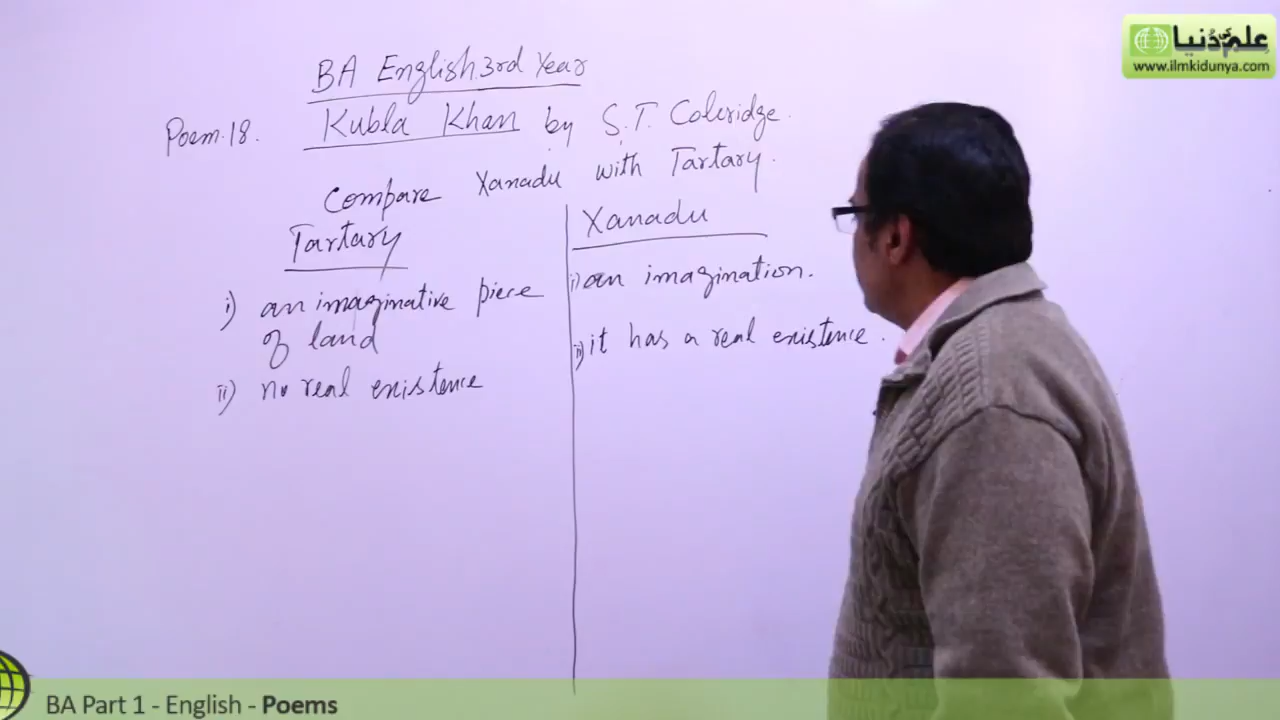 علم کی دنیا
www.ilmkidunya.com
BA English 3rd Year
Poem.18. Kubla Khan by S.T. Coleridge.
Compare Xanadu with Tartary.
Tartary
i) an imaginative piece
of land
ii) no real existence
Xanadu
i) an imagination.
ii) it has a real existence.
BA Part 1 - English - Poems